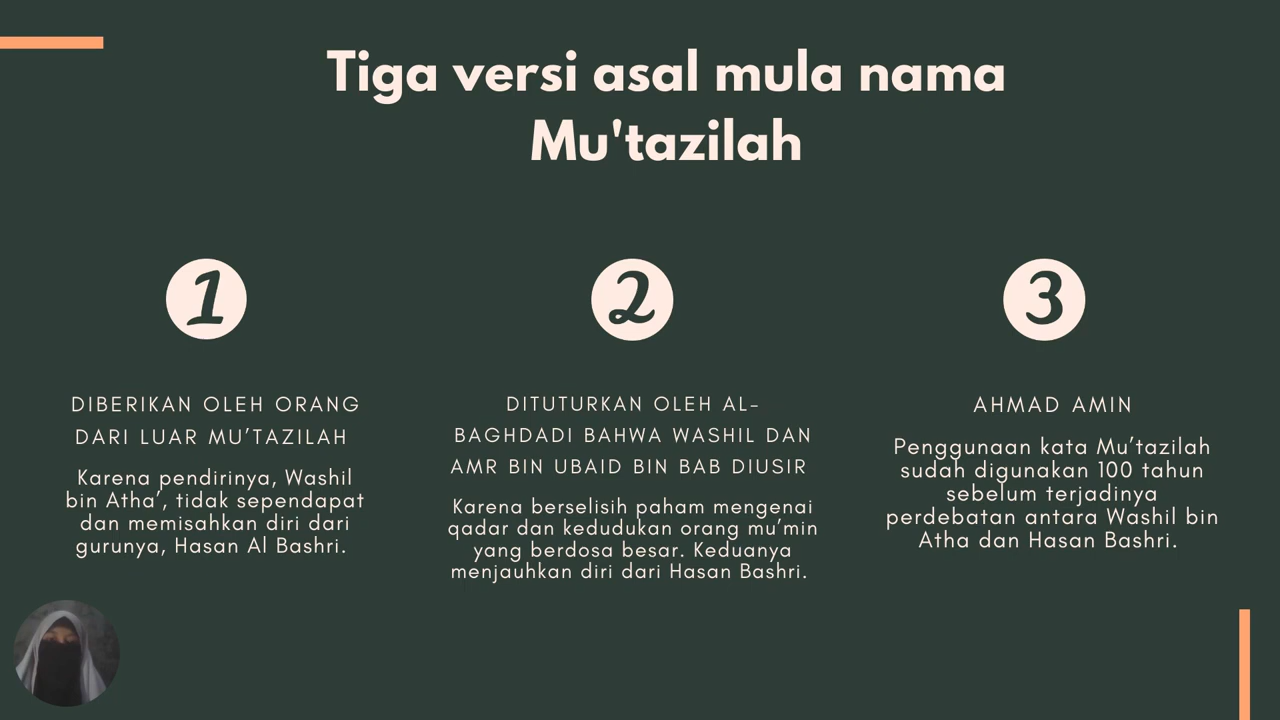 Tiga versi asal mula nama
Mu'tazilah
1
DIBERIKAN OLEH ORANG
DARI LUAR MU’TAZILAH
Karena pendirinya, Washil
bin Atha’, tidak sependapat
dan memisahkan diri dari
gurunya, Hasan Al Bashri.
2
DITUTURKAN OLEH AL-
BAGHDADI BAHWA WASHIL DAN
AMR BIN UBAID BIN BAB DIUSIR
Karena berselisih paham mengenai
qadar dan kedudukan orang mu’min
yang berdosa besar. Keduanya
menjauhkan diri dari Hasan Bashri.
3
AHMAD AMIN
Penggunaan kata Mu’tazilah
sudah digunakan 100 tahun
sebelum terjadinya
perdebatan antara Washil bin
Atha dan Hasan Bashri.